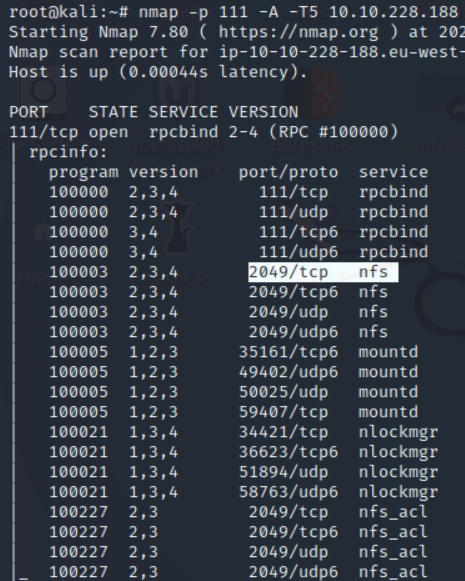 root@kali:~# nmap -p 111 -A -T5 10.10.228.188
Starting Nmap 7.80 ( https://nmap.org ) at 202
Nmap scan report for ip-10-10-228-188.eu-west-
Host is up (0.00044s latency).
PORT    STATE SERVICE VERSION
111/tcp open  rpcbind 2-4 (RPC #100000)
| rpcinfo:
|   program version    port/proto  service
|   100000  2,3,4        111/tcp   rpcbind
|   100000  2,3,4        111/udp   rpcbind
|   100000  3,4          111/tcp6  rpcbind
|   100000  3,4          111/udp6  rpcbind
|   100003  2,3,4       2049/tcp   nfs
|   100003  2,3,4       2049/tcp6  nfs
|   100003  2,3,4       2049/udp   nfs
|   100003  2,3,4       2049/udp6  nfs
|   100005  1,2,3      35161/tcp6  mountd
|   100005  1,2,3      49402/udp6  mountd
|   100005  1,2,3      50025/udp   mountd
|   100005  1,2,3      59407/tcp   mountd
|   100021  1,3,4      34421/tcp   nlockmgr
|   100021  1,3,4      36623/tcp6  nlockmgr
|   100021  1,3,4      51894/udp   nlockmgr
|   100021  1,3,4      58763/udp6  nlockmgr
|   100227  2,3         2049/tcp   nfs_acl
|   100227  2,3         2049/tcp6  nfs_acl
|   100227  2,3         2049/udp   nfs_acl
|_  100227  2,3         2049/udp6  nfs_acl